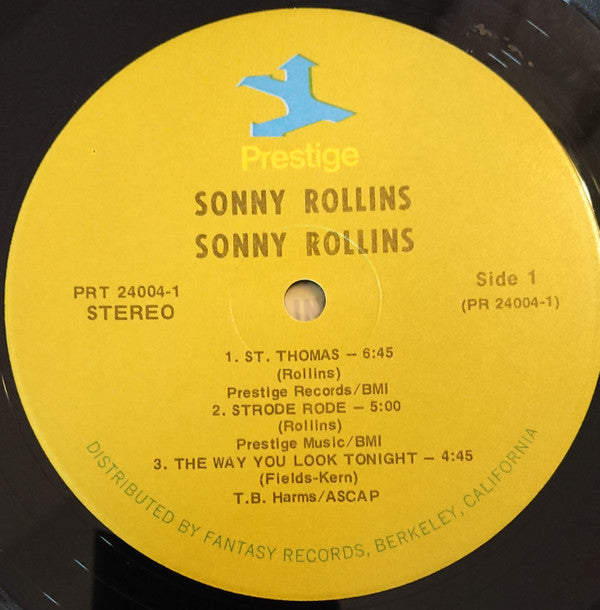 Prestige
SONNY ROLLINS
SONNY ROLLINS
PRT 24004-1
STEREO
Side 1
(PR 24004-1)
1. ST. THOMAS – 6:45
(Rollins)
Prestige Records/BMI
2. STRODE RODE – 5:00
(Rollins)
Prestige Music/BMI
3. THE WAY YOU LOOK TONIGHT – 4:45
(Fields-Kern)
T.B. Harms/ASCAP
DISTRIBUTED BY FANTASY RECORDS, BERKELEY, CALIFORNIA